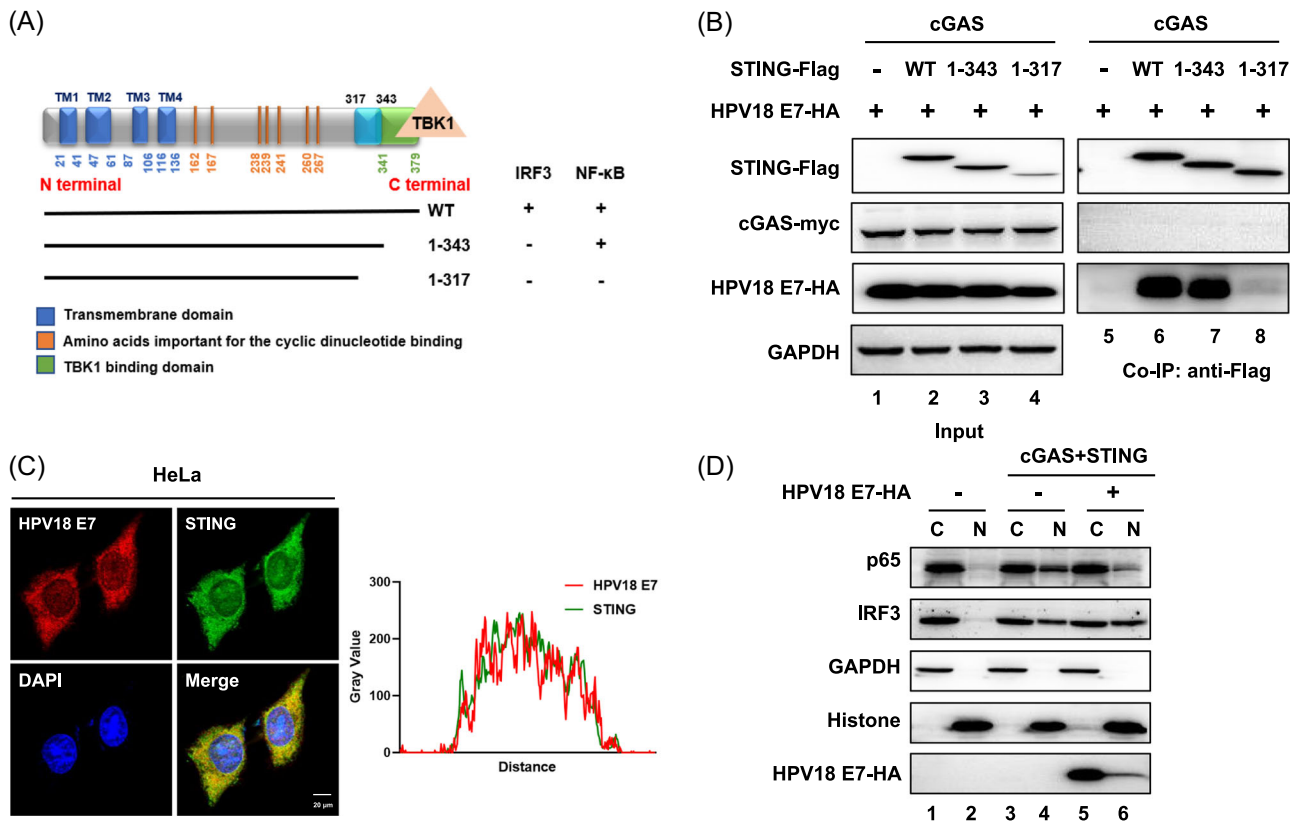 (A)
TM1 TM2 TM3 TM4 317 343
TBK1
21 41 47 61 87 106 116 136 162 167 238 239 241 260 267 341 379
N terminal C terminal IRF3 NF-κB
WT + +
1-343 - +
1-317 - -
Transmembrane domain
Amino acids important for the cyclic dinucleotide binding
TBK1 binding domain
(B)
cGAS cGAS
STING-Flag - WT 1-343 1-317 - WT 1-343 1-317
HPV18 E7-HA + + + + + + + +
STING-Flag
cGAS-myc
HPV18 E7-HA
GAPDH
5 6 7 8
Co-IP: anti-Flag
1 2 3 4
Input
(C)
HeLa
HPV18 E7 STING
DAPI Merge
20 μm
300
200
100
0
Gray Value
Distance
HPV18 E7
STING
(D)
cGAS+STING
HPV18 E7-HA - - +
C N C N C N
p65
IRF3
GAPDH
Histone
HPV18 E7-HA
1 2 3 4 5 6